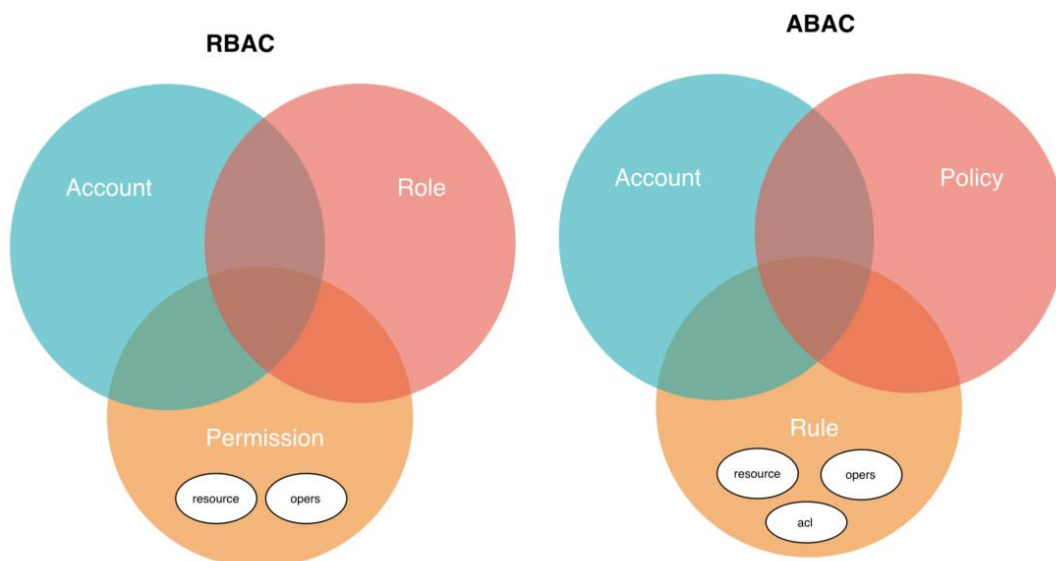 RBAC
Account
Role
Permission
resource
opers
ABAC
Account
Policy
Rule
resource
opers
acl